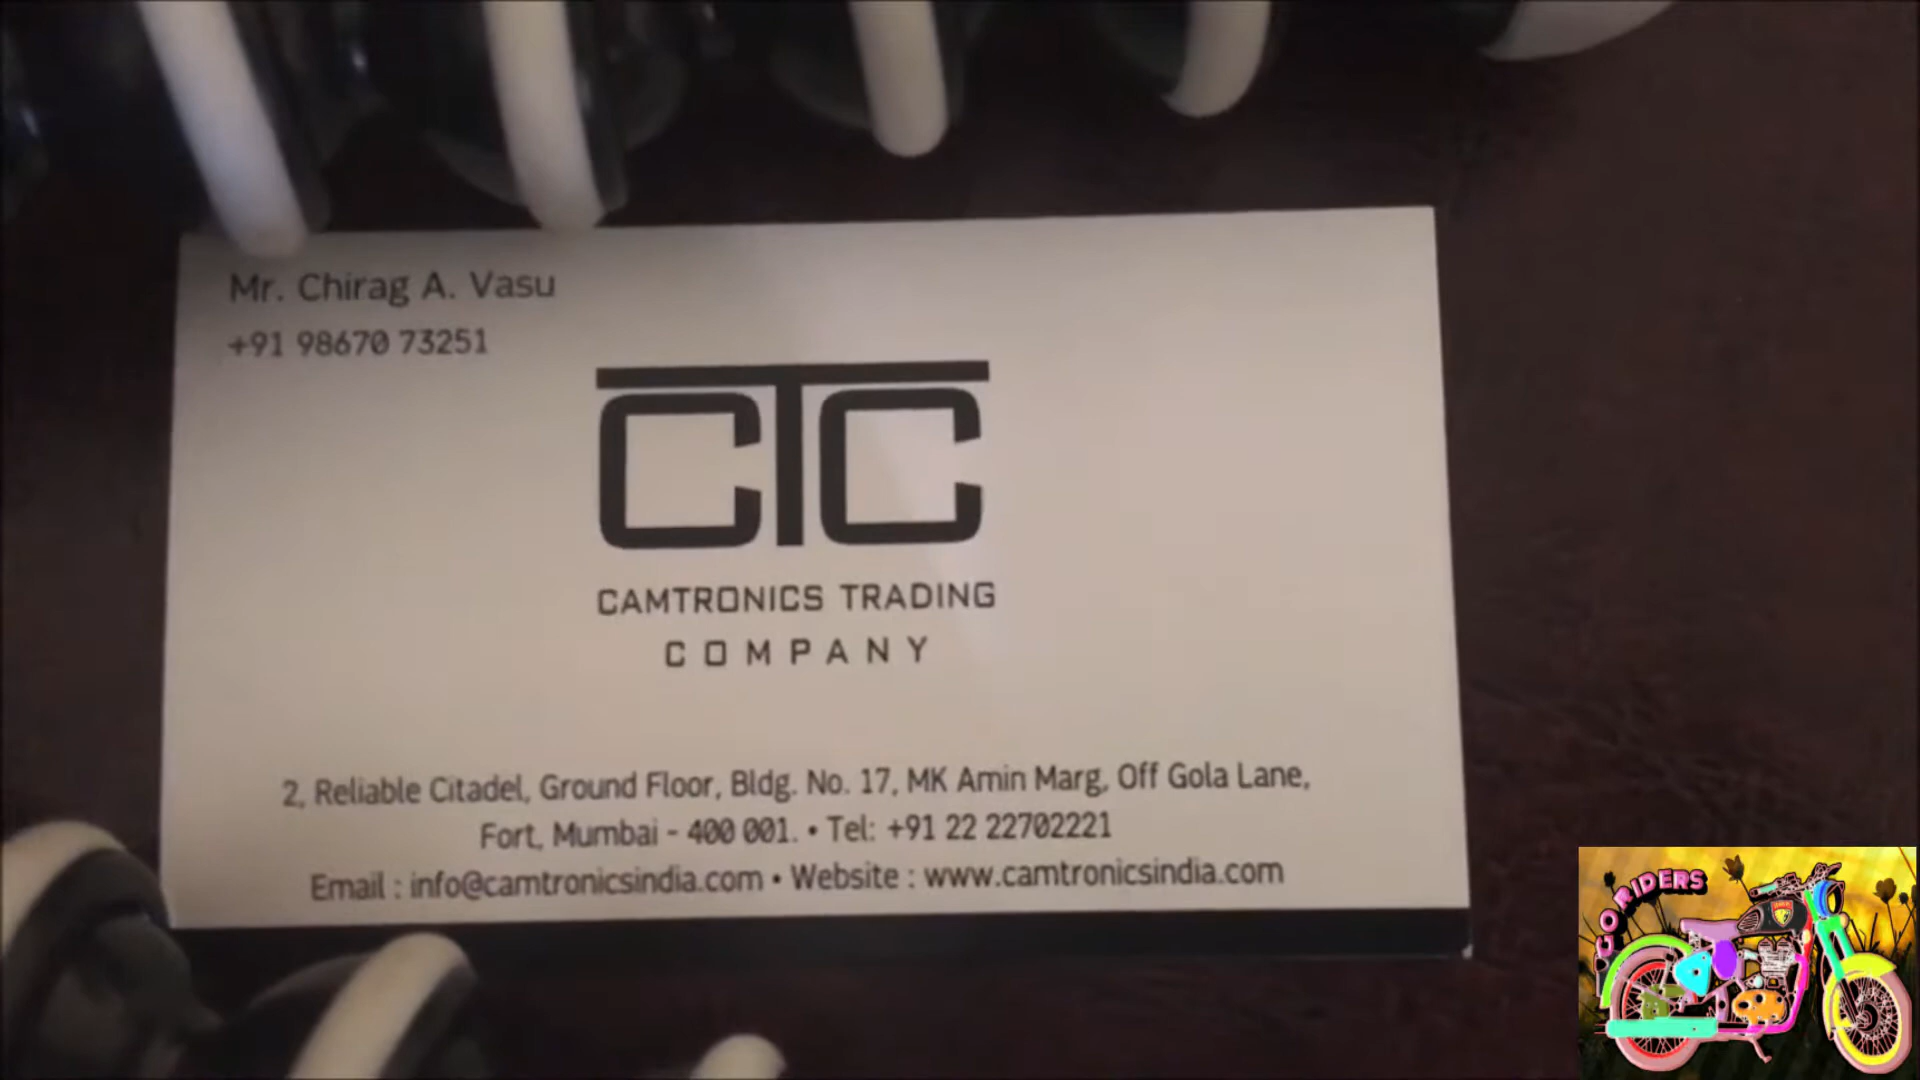 Mr. Chirag A. Vasu
+91 98670 73251
CTC
CAMTRONICS TRADING
COMPANY
2, Reliable Citadel, Ground Floor, Bldg. No. 17, MK Amin Marg, Off Gola Lane,
Fort, Mumbai - 400 001. • Tel: +91 22 22702221
Email : info@camtronicsindia.com • Website : www.camtronicsindia.com
GORIDERS